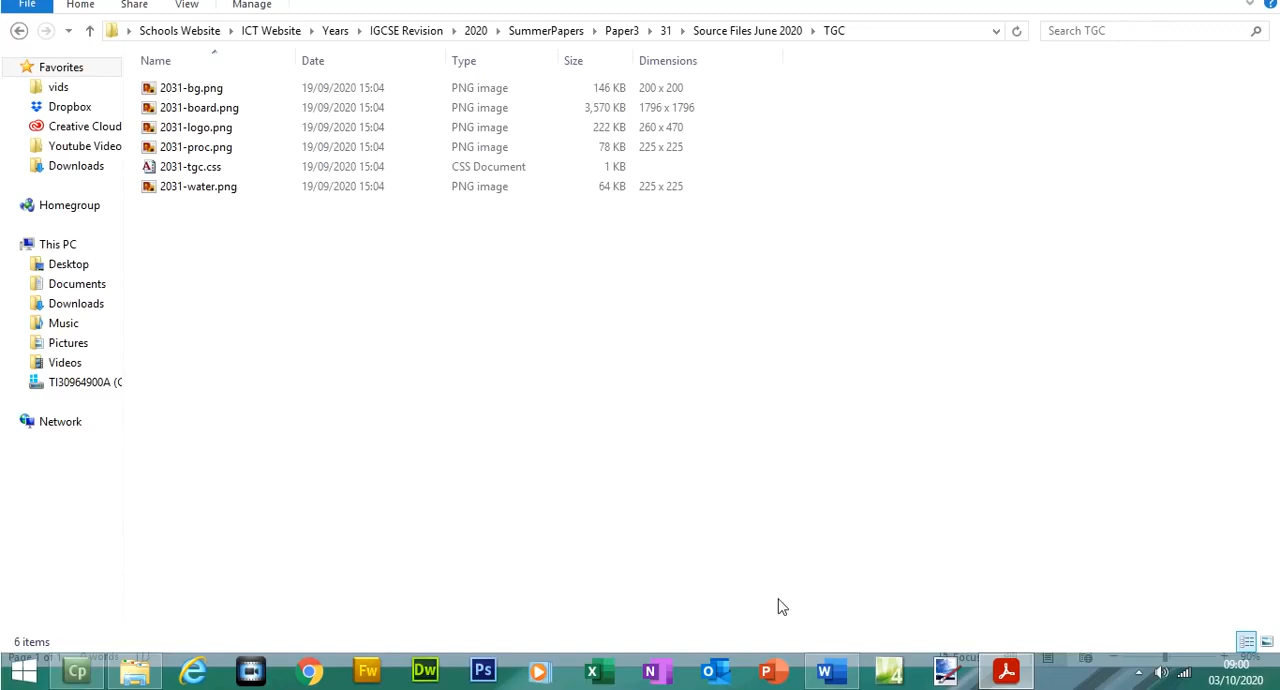 File Home Share View Manage
Schools Website ICT Website Years IGCSE Revision 2020 SummerPapers Paper3 31 Source Files June 2020 TGC Search TGC
Name Date Type Size Dimensions
Favorites
vids
Dropbox
Creative Cloud
Youtube Video
Downloads
Homegroup
This PC
Desktop
Documents
Downloads
Music
Pictures
Videos
TI30964900A (C
Network
2031-bg.png 19/09/2020 15:04 PNG image 146 KB 200 x 200
2031-board.png 19/09/2020 15:04 PNG image 3,570 KB 1796 x 1796
2031-logo.png 19/09/2020 15:04 PNG image 222 KB 260 x 470
2031-proc.png 19/09/2020 15:04 PNG image 78 KB 225 x 225
2031-tgc.css 19/09/2020 15:04 CSS Document 1 KB
2031-water.png 19/09/2020 15:04 PNG image 64 KB 225 x 225
6 items
Cp Fw Dw Ps X N O P W 4
09:00
03/10/2020